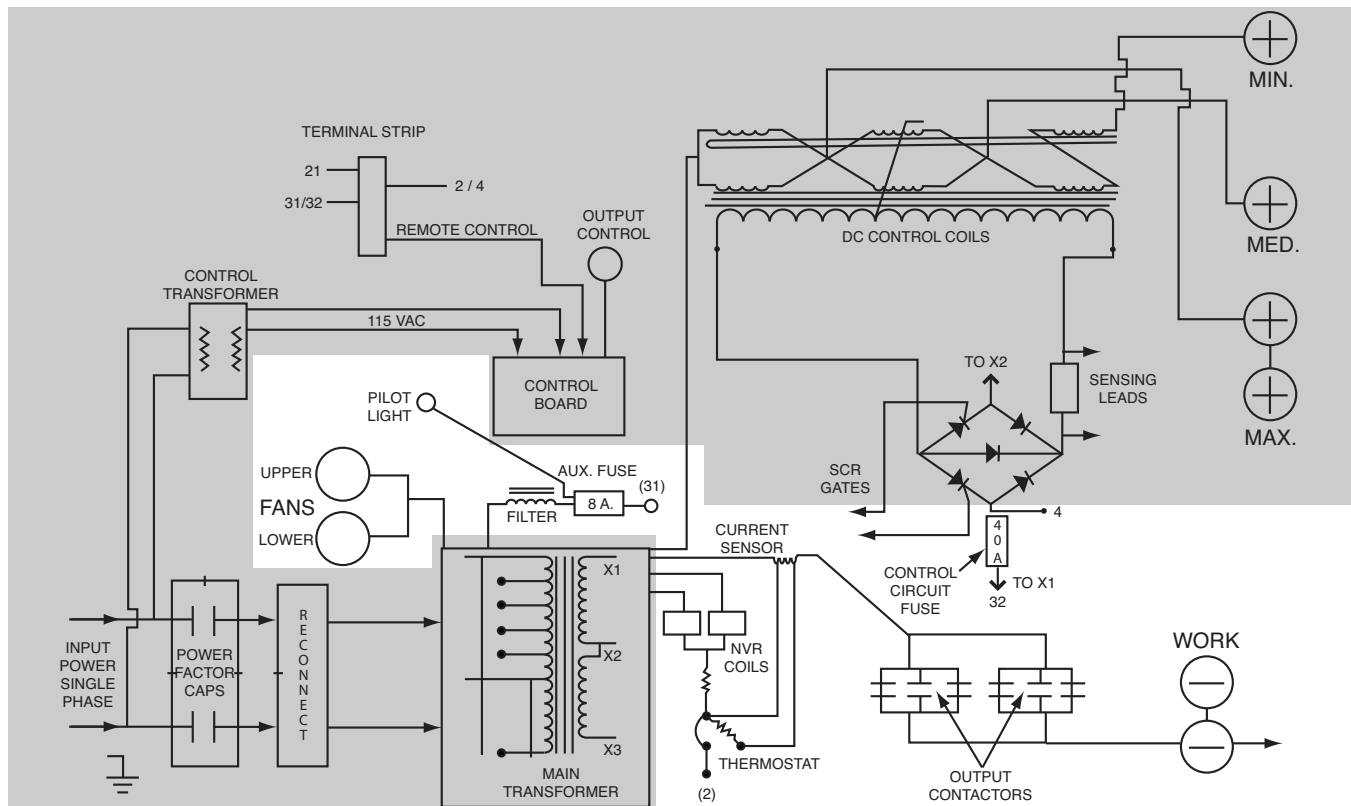 MIN.
TERMINAL STRIP
21
2 / 4
31/32
REMOTE CONTROL
OUTPUT
CONTROL
DC CONTROL COILS
MED.
CONTROL
TRANSFORMER
115 VAC
TO X2
SENSING
LEADS
CONTROL
BOARD
PILOT
LIGHT
MAX.
UPPER
FANS
LOWER
AUX. FUSE
(31)
8 A.
FILTER
SCR
GATES
4
CURRENT
SENSOR
40A
CONTROL
CIRCUIT
FUSE
TO X1
32
X1
X2
X3
MAIN
TRANSFORMER
INPUT
POWER
SINGLE
PHASE
POWER
FACTOR
CAPS
RECONNECT
NVR
COILS
THERMOSTAT
(2)
WORK
OUTPUT
CONTACTORS